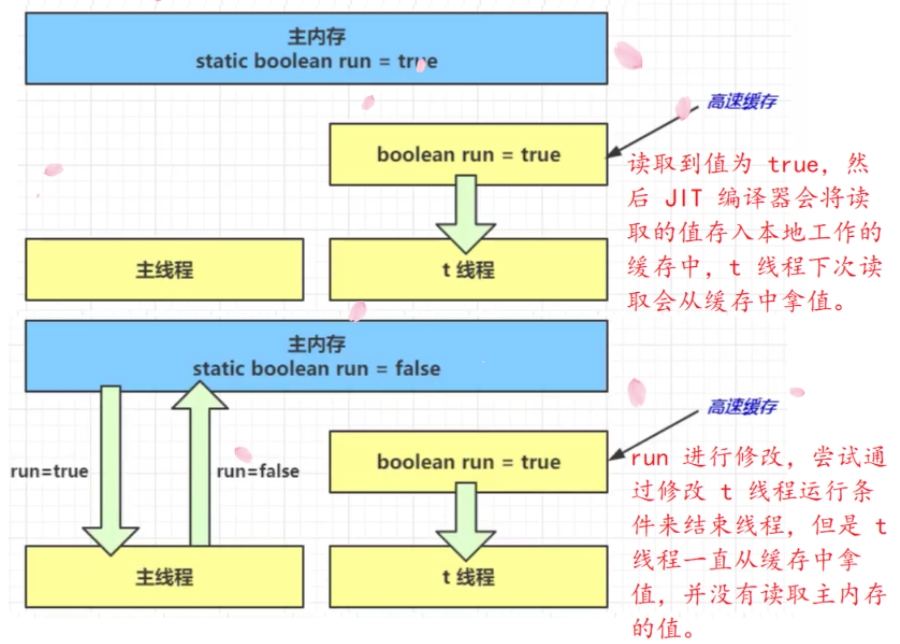 主内存
static boolean run = true
高速缓存
boolean run = true
读取到值为 true，然
后 JIT 编译器会将读
取的值存入本地工作的
缓存中，t 线程下次读
取会从缓存中拿值。
主线程
t 线程
主内存
static boolean run = false
高速缓存
run=true
run=false
boolean run = true
run 进行修改，尝试通
过修改 t 线程运行条
件来结束线程，但是 t
线程一直从缓存中拿
值，并没有读取主内存
的值。
主线程
t 线程